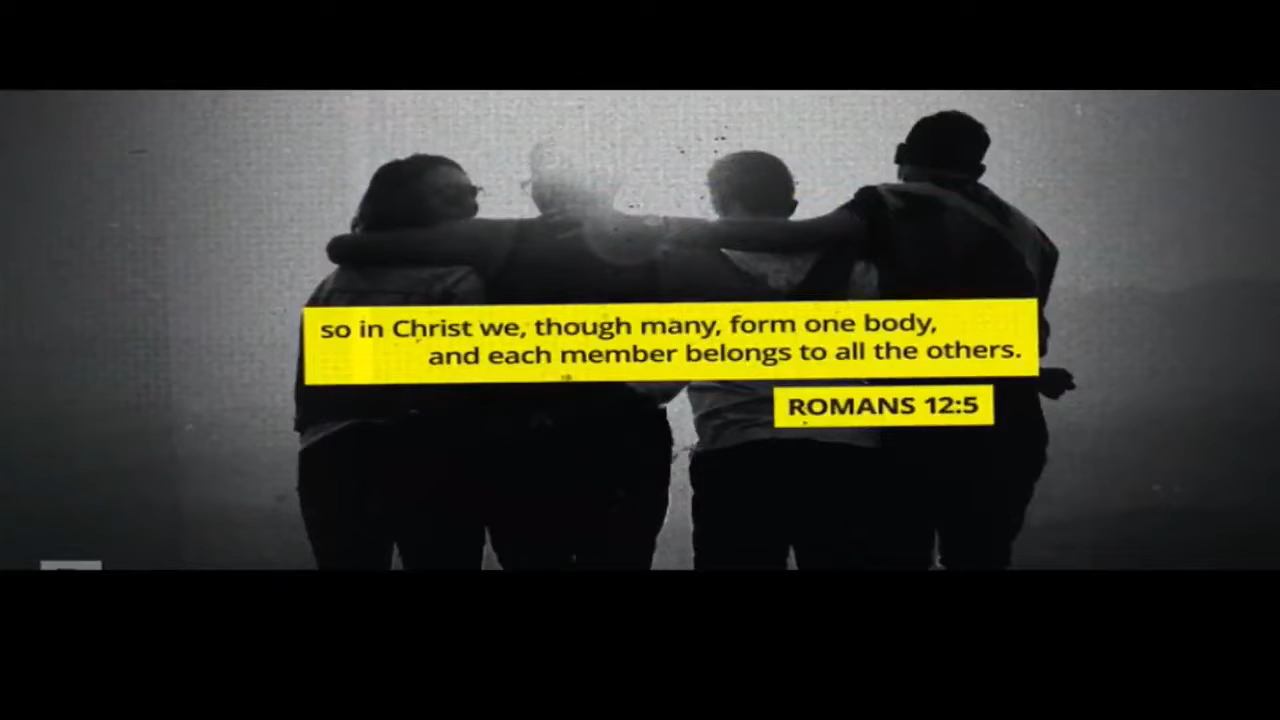 so in Christ we, though many, form one body,
and each member belongs to all the others.
ROMANS 12:5